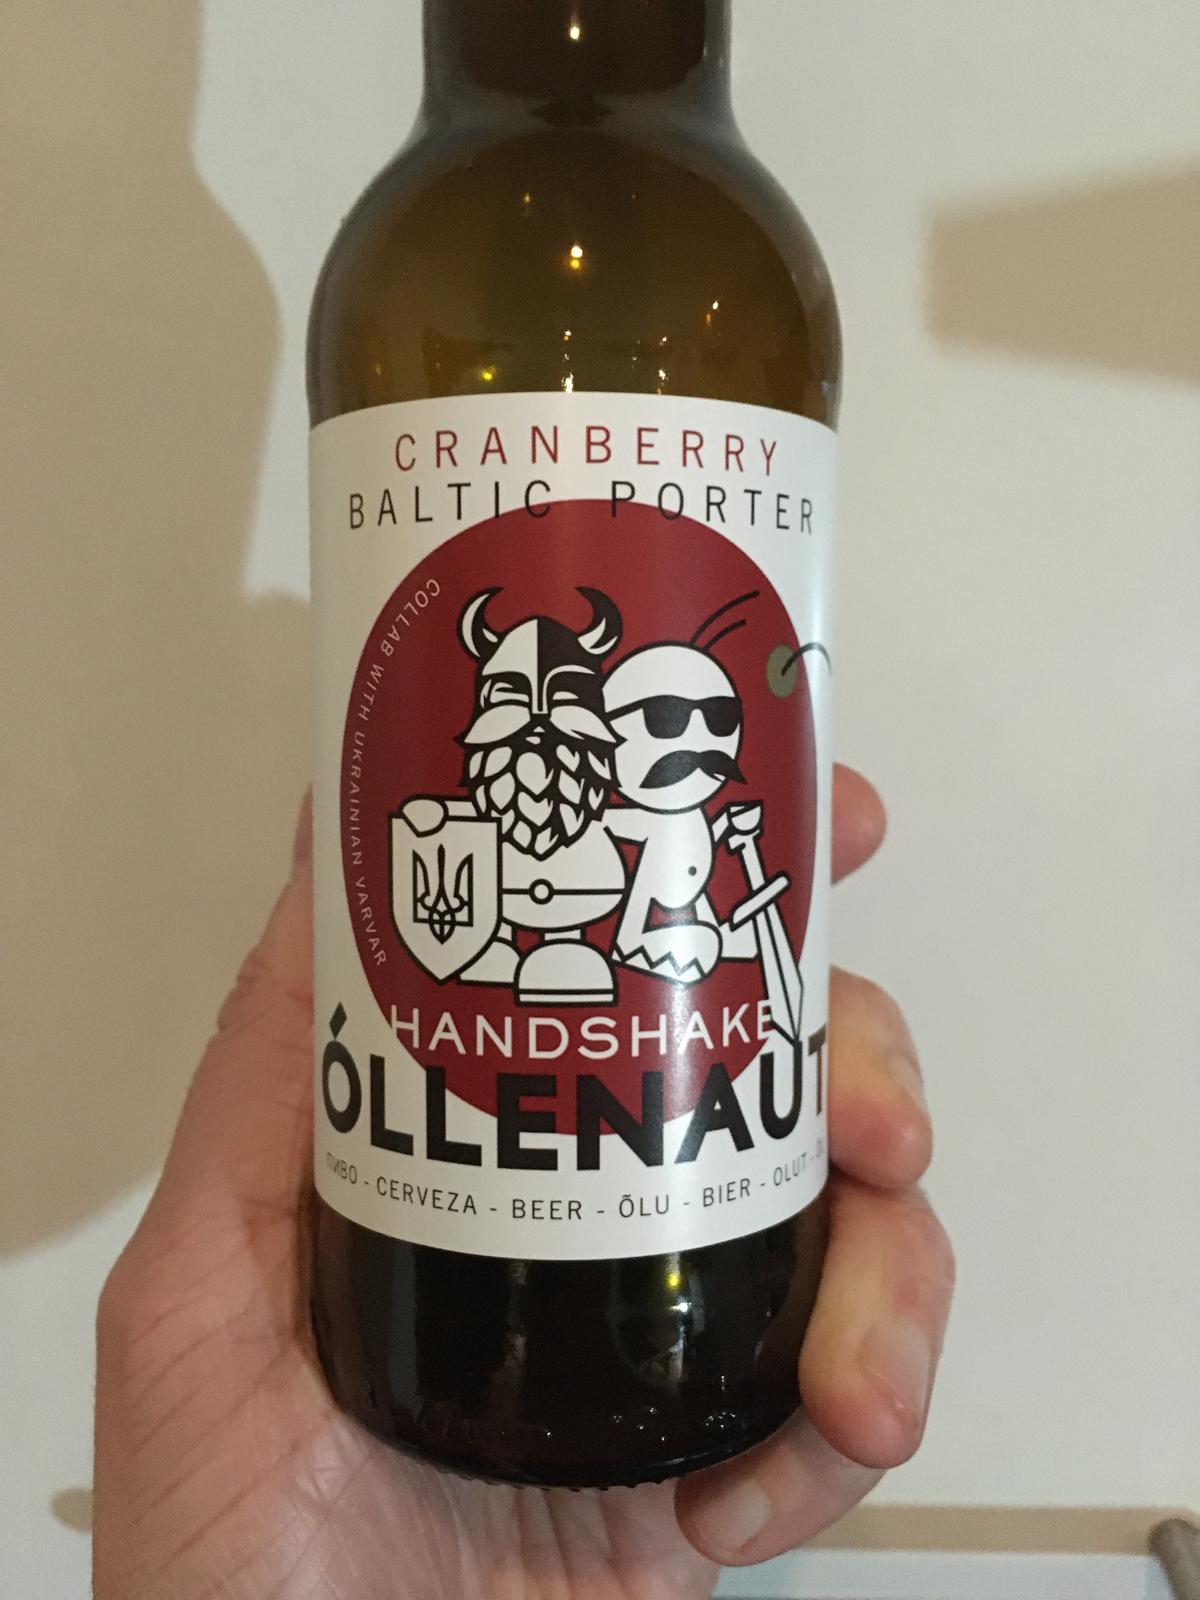 CRANBERRY
BALTIC PORTER
COLLAB WITH UKRAINIAN VARVAR
HANDSHAKE
ÓLLENAUT
ПИВО - CERVEZA - BEER - ÕLU - BIER - OLUT -